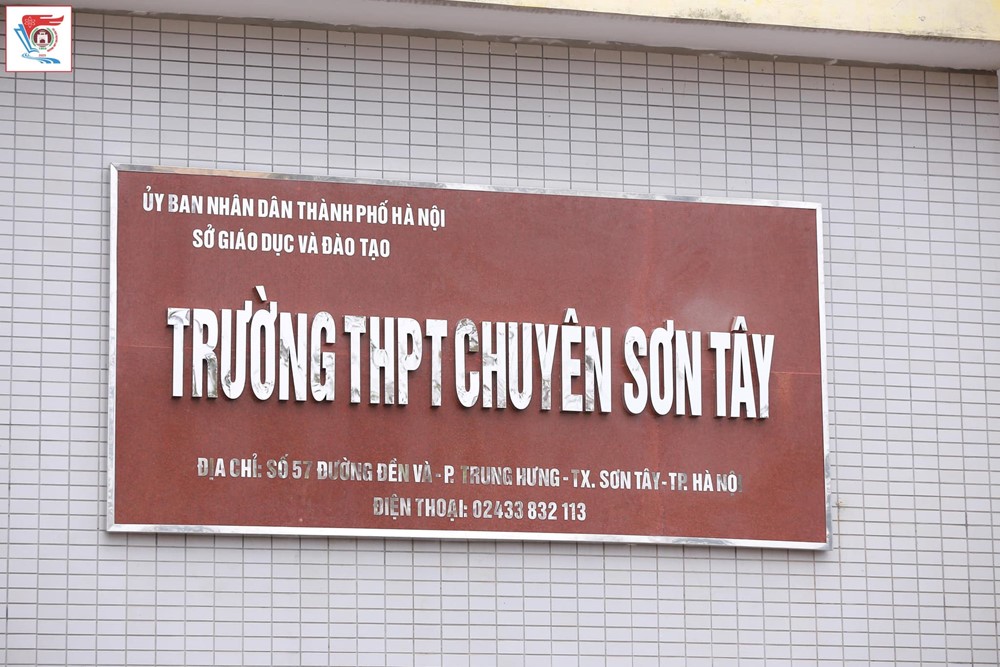 ỦY BAN NHÂN DÂN THÀNH PHỐ HÀ NỘI
SỞ GIÁO DỤC VÀ ĐÀO TẠO
TRƯỜNG THPT CHUYÊN SƠN TÂY
ĐỊA CHỈ: SỐ 57 ĐƯỜNG ĐỀN VÀ - P. TRUNG HƯNG - TX. SƠN TÂY - TP. HÀ NỘI
ĐIỆN THOẠI: 02433 832 113